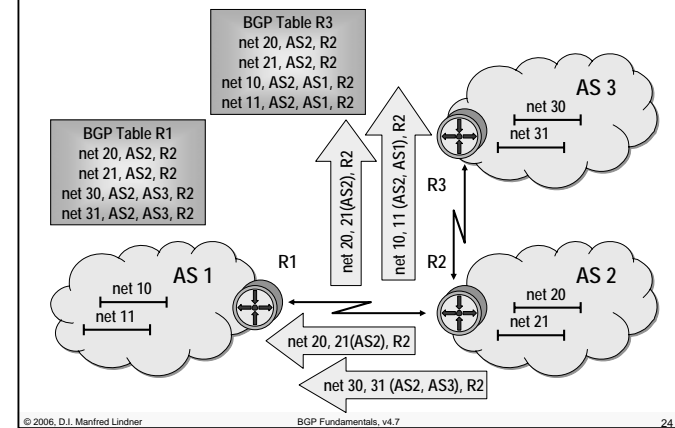 BGP Table R3
net 20, AS2, R2
net 21, AS2, R2
net 10, AS2, AS1, R2
net 11, AS2, AS1, R2
BGP Table R1
net 20, AS2, R2
net 21, AS2, R2
net 30, AS2, AS3, R2
net 31, AS2, AS3, R2
AS 3
net 30
net 31
R3
net 20, 21(AS2), R2
net 10, 11 (AS2, AS1), R2
R1
R2
AS 1
net 10
net 11
AS 2
net 20
net 21
net 20, 21(AS2), R2
net 30, 31 (AS2, AS3), R2
© 2006, D.I. Manfred Lindner
BGP Fundamentals, v4.7
24